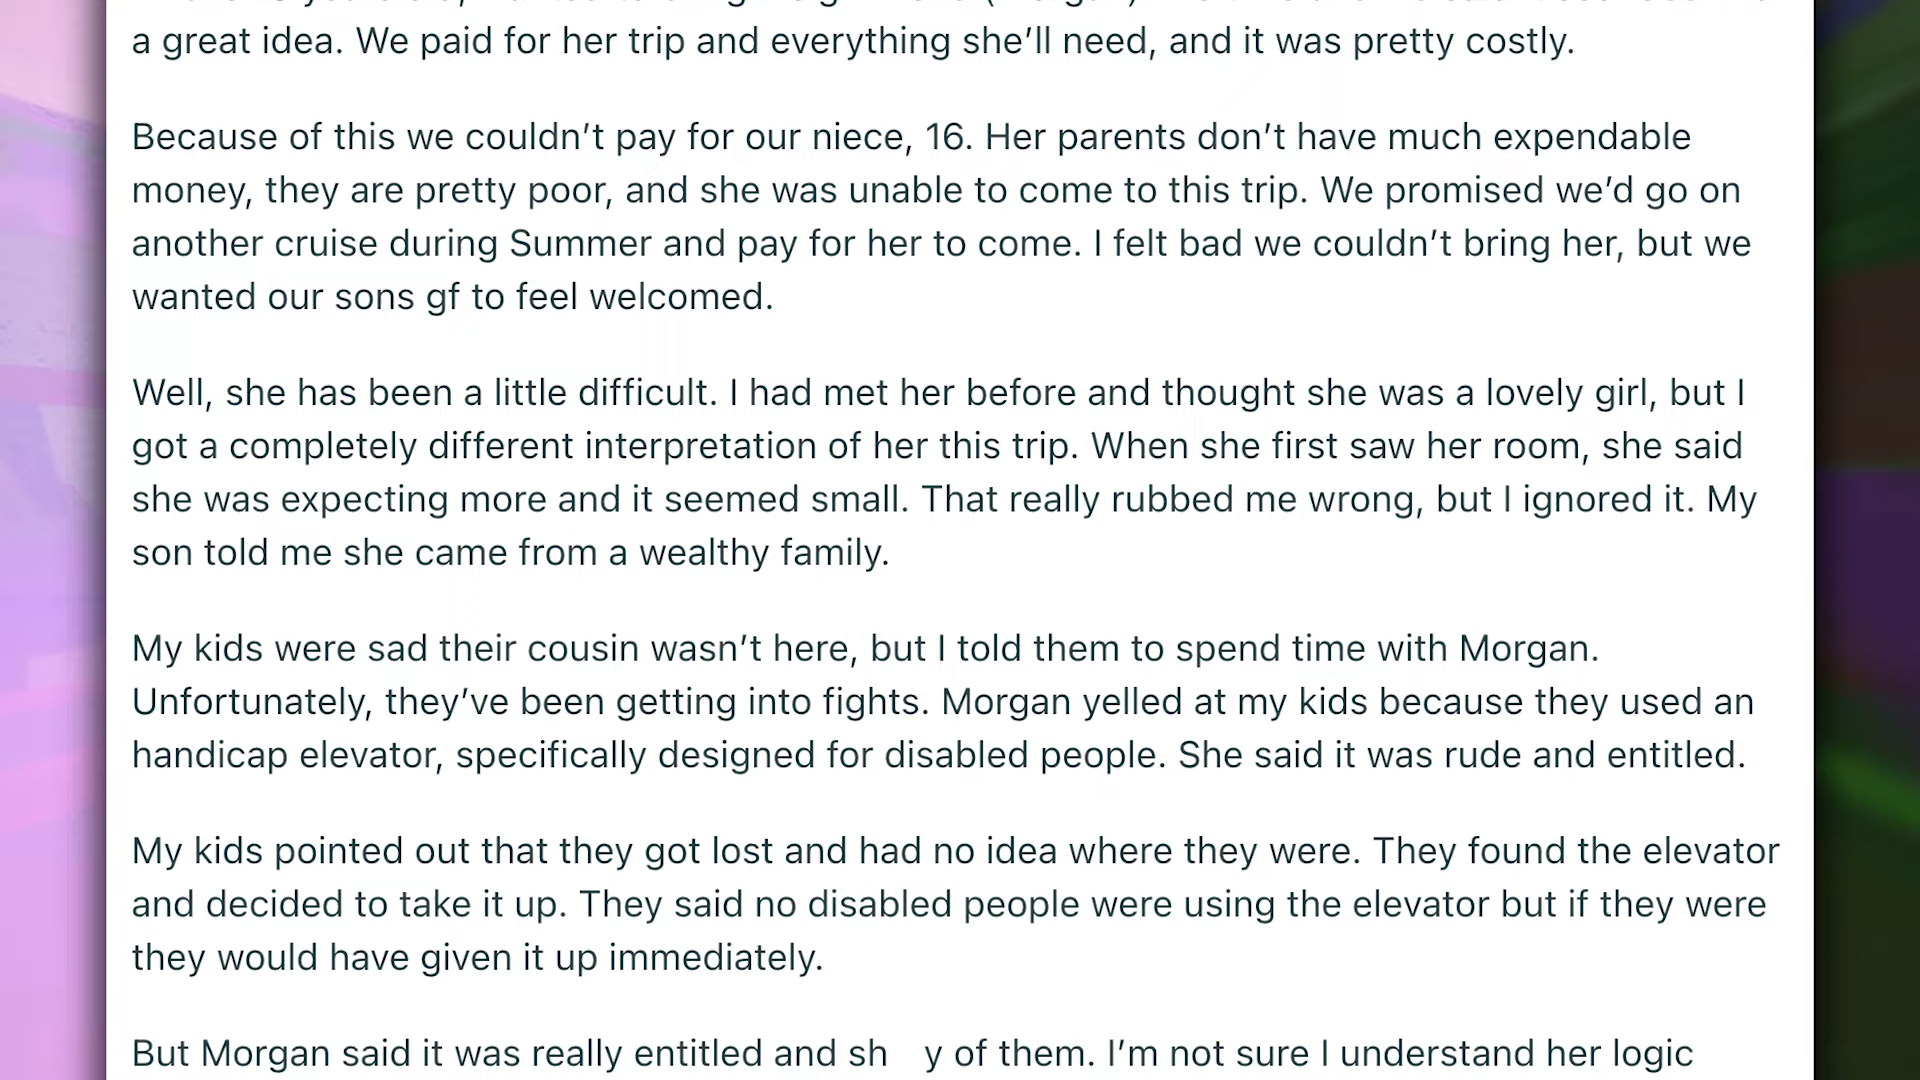 a great idea. We paid for her trip and everything she’ll need, and it was pretty costly.
Because of this we couldn’t pay for our niece, 16. Her parents don’t have much expendable
money, they are pretty poor, and she was unable to come to this trip. We promised we’d go on
another cruise during Summer and pay for her to come. I felt bad we couldn’t bring her, but we
wanted our sons gf to feel welcomed.
Well, she has been a little difficult. I had met her before and thought she was a lovely girl, but I
got a completely different interpretation of her this trip. When she first saw her room, she said
she was expecting more and it seemed small. That really rubbed me wrong, but I ignored it. My
son told me she came from a wealthy family.
My kids were sad their cousin wasn’t here, but I told them to spend time with Morgan.
Unfortunately, they’ve been getting into fights. Morgan yelled at my kids because they used an
handicap elevator, specifically designed for disabled people. She said it was rude and entitled.
My kids pointed out that they got lost and had no idea where they were. They found the elevator
and decided to take it up. They said no disabled people were using the elevator but if they were
they would have given it up immediately.
But Morgan said it was really entitled and sh y of them. I’m not sure I understand her logic